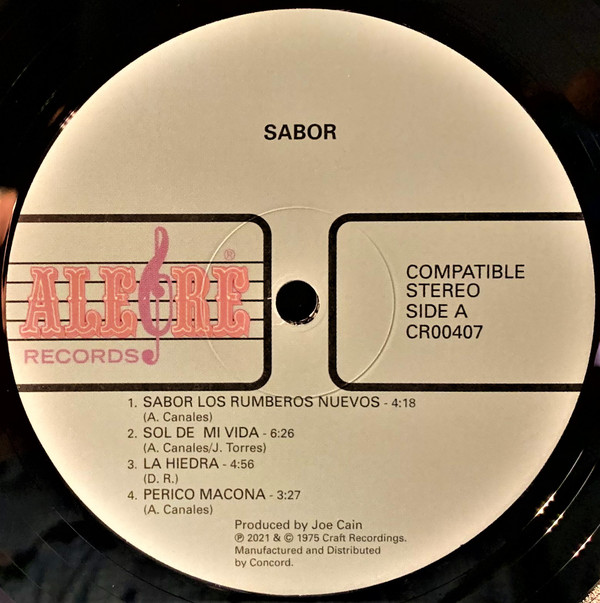 SABOR
ALEGRE ®
RECORDS
COMPATIBLE
STEREO
SIDE A
CR00407
1. SABOR LOS RUMBEROS NUEVOS - 4:18
(A. Canales)
2. SOL DE MI VIDA - 6:26
(A. Canales/J. Torres)
3. LA HIEDRA - 4:56
(D. R.)
4. PERICO MACONA - 3:27
(A. Canales)
Produced by Joe Cain
℗ 2021 & © 1975 Craft Recordings.
Manufactured and Distributed
by Concord.